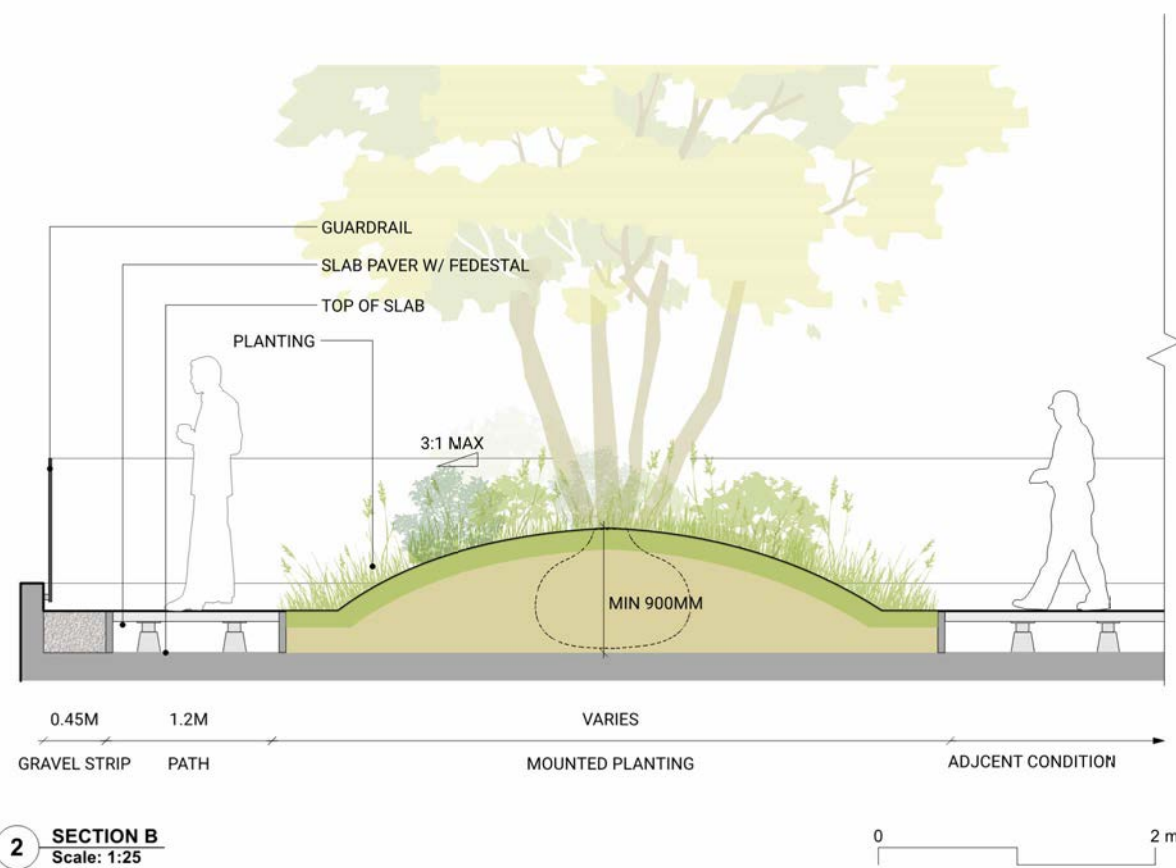 GUARDRAIL
SLAB PAVER W/ FEDESTAL
TOP OF SLAB
PLANTING
3:1 MAX
MIN 900MM
0.45M 1.2M VARIES
GRAVEL STRIP PATH MOUNTED PLANTING ADJCENT CONDITION
2 SECTION B
Scale: 1:25
0 2 m